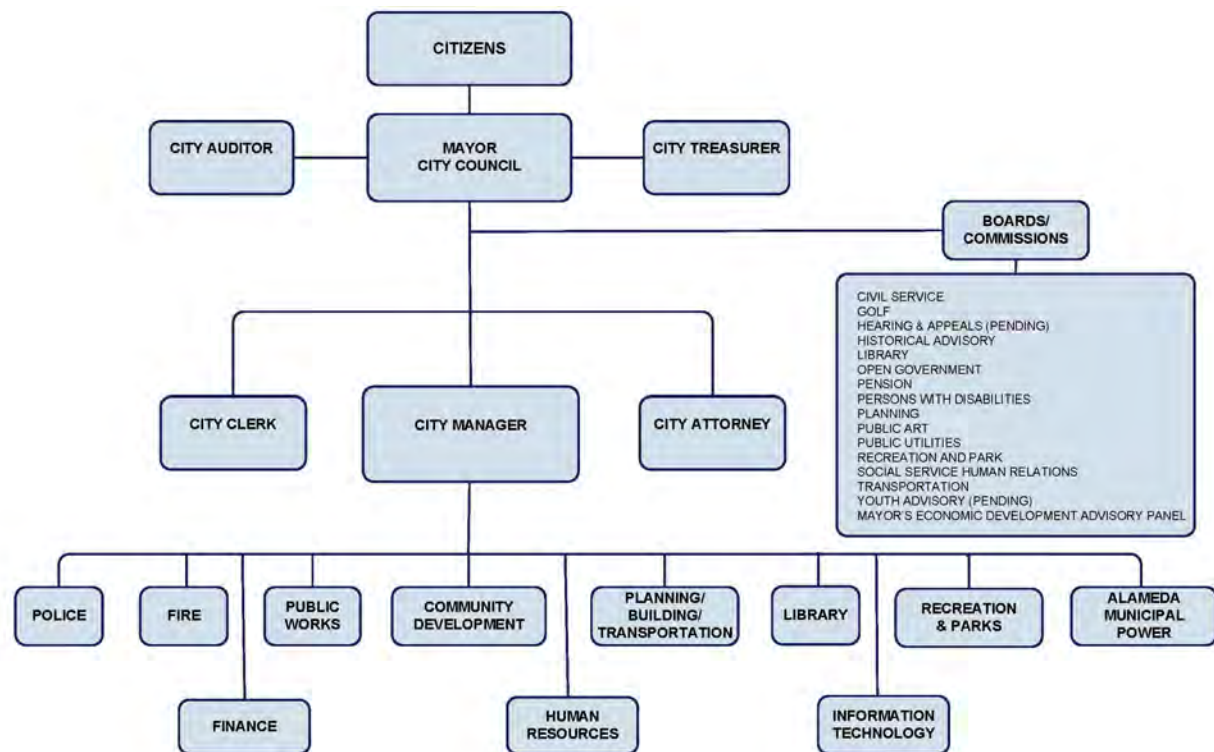 CITIZENS
CITY AUDITOR
MAYOR
CITY COUNCIL
CITY TREASURER
BOARDS/
COMMISSIONS
CIVIL SERVICE
GOLF
HEARING & APPEALS (PENDING)
HISTORICAL ADVISORY
LIBRARY
OPEN GOVERNMENT
PENSION
PERSONS WITH DISABILITIES
PLANNING
PUBLIC ART
PUBLIC UTILITIES
RECREATION AND PARK
SOCIAL SERVICE HUMAN RELATIONS
TRANSPORTATION
YOUTH ADVISORY (PENDING)
MAYOR'S ECONOMIC DEVELOPMENT ADVISORY PANEL
CITY CLERK
CITY MANAGER
CITY ATTORNEY
POLICE
FIRE
PUBLIC
WORKS
COMMUNITY
DEVELOPMENT
PLANNING/
BUILDING/
TRANSPORTATION
LIBRARY
RECREATION
& PARKS
ALAMEDA
MUNICIPAL
POWER
FINANCE
HUMAN
RESOURCES
INFORMATION
TECHNOLOGY